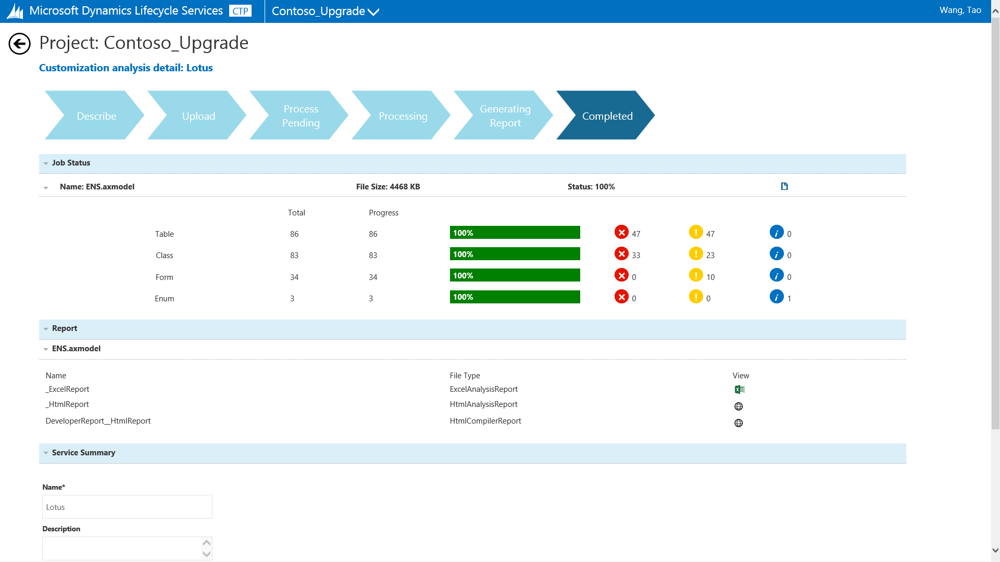 Microsoft Dynamics Lifecycle Services CTP Contoso_Upgrade Wang, Tao
Project: Contoso_Upgrade
Customization analysis detail: Lotus
Describe Upload Process Pending Processing Generating Report Completed
Job Status
Name: ENS.axmodel File Size: 4468 KB Status: 100%
Total Progress
Table 86 86 100% 47 47 0
Class 83 83 100% 33 23 0
Form 34 34 100% 0 10 0
Enum 3 3 100% 0 0 1
Report
ENS.axmodel
Name File Type View
_ExcelReport ExcelAnalysisReport
_HtmlReport HtmlAnalysisReport
DeveloperReport__HtmlReport HtmlCompilerReport
Service Summary
Name*
Lotus
Description